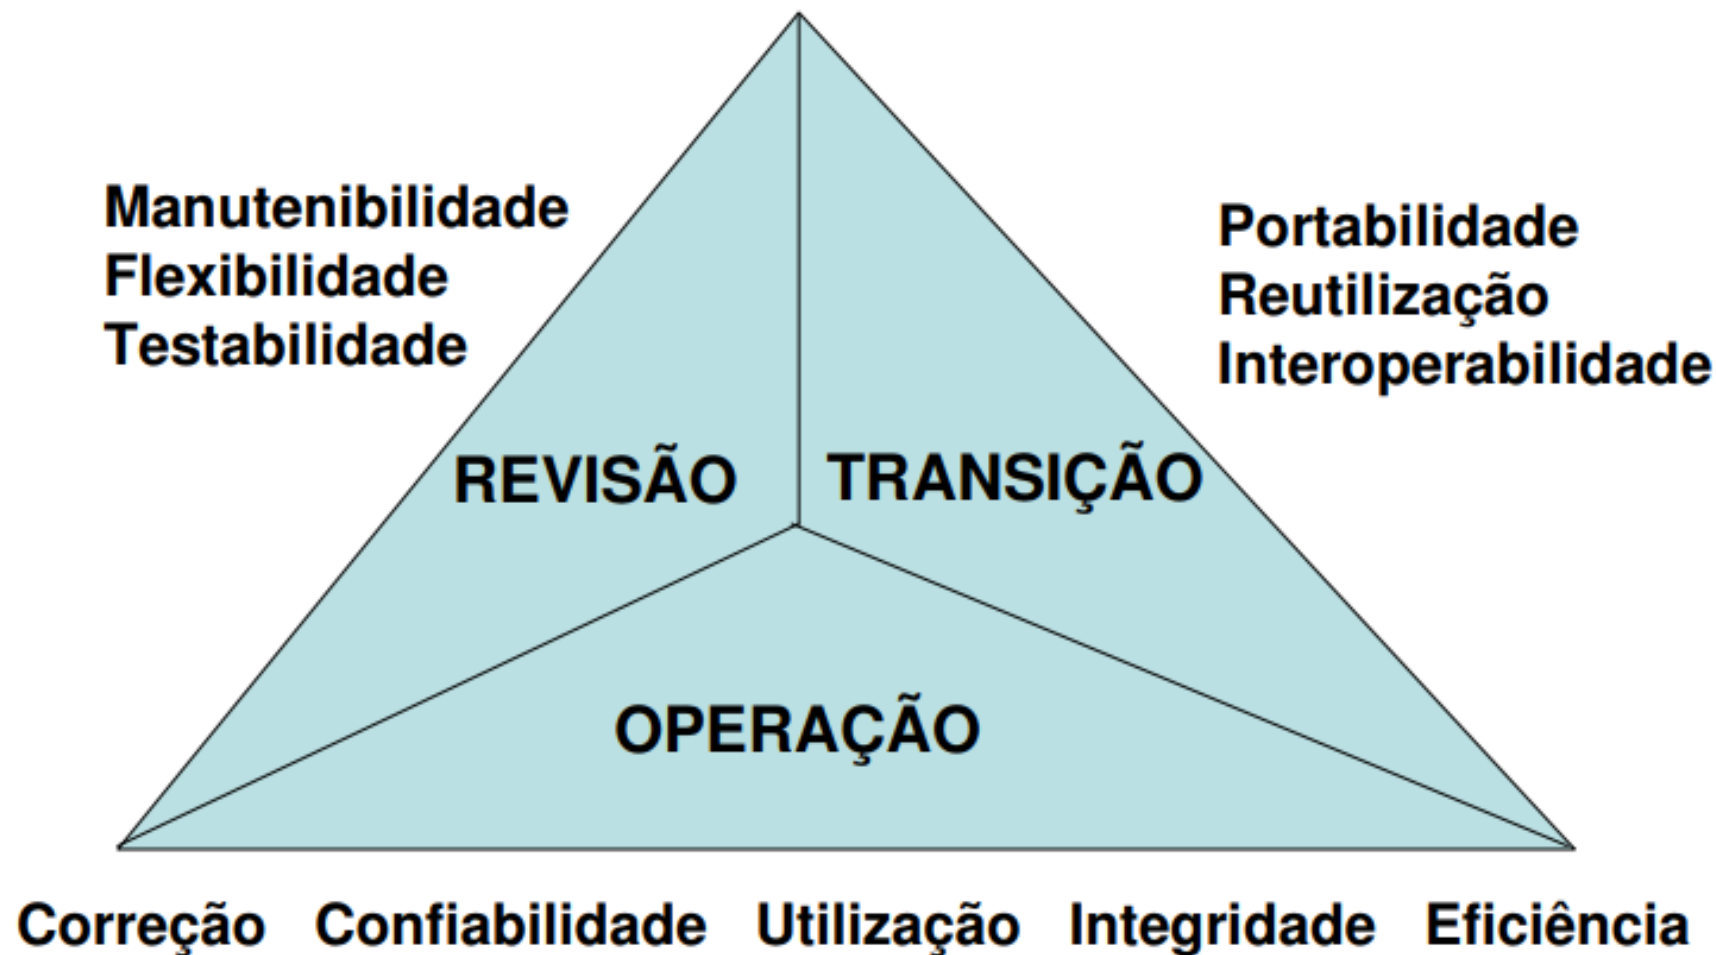 Manutenibilidade
Flexibilidade
Testabilidade
Portabilidade
Reutilização
Interoperabilidade
REVISÃO
TRANSIÇÃO
OPERAÇÃO
Correção Confiabilidade Utilização Integridade Eficiência